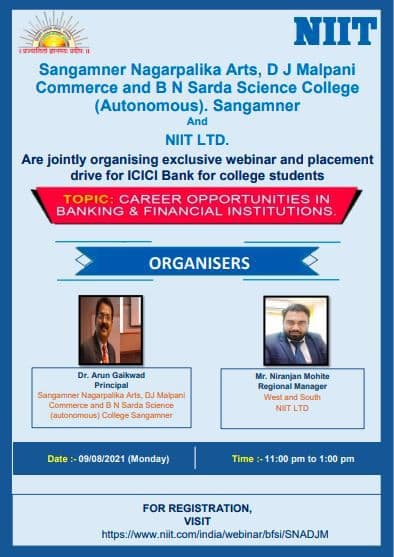 ॥ प्रज्वालितो ज्ञानमयः प्रदीपः ॥
NIIT
Sangamner Nagarpalika Arts, D J Malpani
Commerce and B N Sarda Science College
(Autonomous). Sangamner
And
NIIT LTD.
Are jointly organising exclusive webinar and placement
drive for ICICI Bank for college students
TOPIC: CAREER OPPORTUNITIES IN
BANKING & FINANCIAL INSTITUTIONS.
ORGANISERS
Dr. Arun Gaikwad
Principal
Sangamner Nagarpalika Arts, DJ Malpani
Commerce and B N Sarda Science
(autonomous) College Sangamner
Mr. Niranjan Mohite
Regional Manager
West and South
NIIT LTD
Date :- 09/08/2021 (Monday)
Time :- 11:00 pm to 1:00 pm
FOR REGISTRATION,
VISIT
https://www.niit.com/india/webinar/bfsi/SNADJM